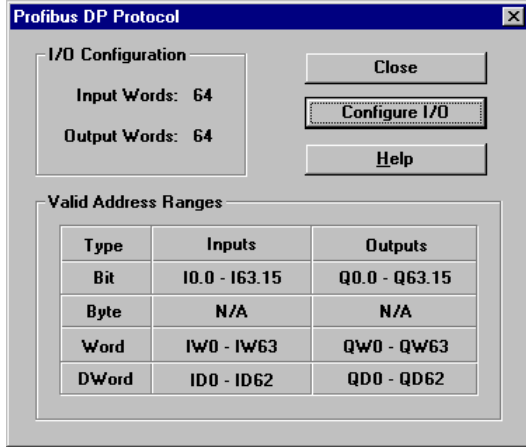 Profibus DP Protocol
I/O Configuration
Input Words: 64
Output Words: 64
Close
Configure I/O
Help
Valid Address Ranges
Type Inputs Outputs
Bit I0.0 - I63.15 Q0.0 - Q63.15
Byte N/A N/A
Word IW0 - IW63 QW0 - QW63
DWord ID0 - ID62 QD0 - QD62